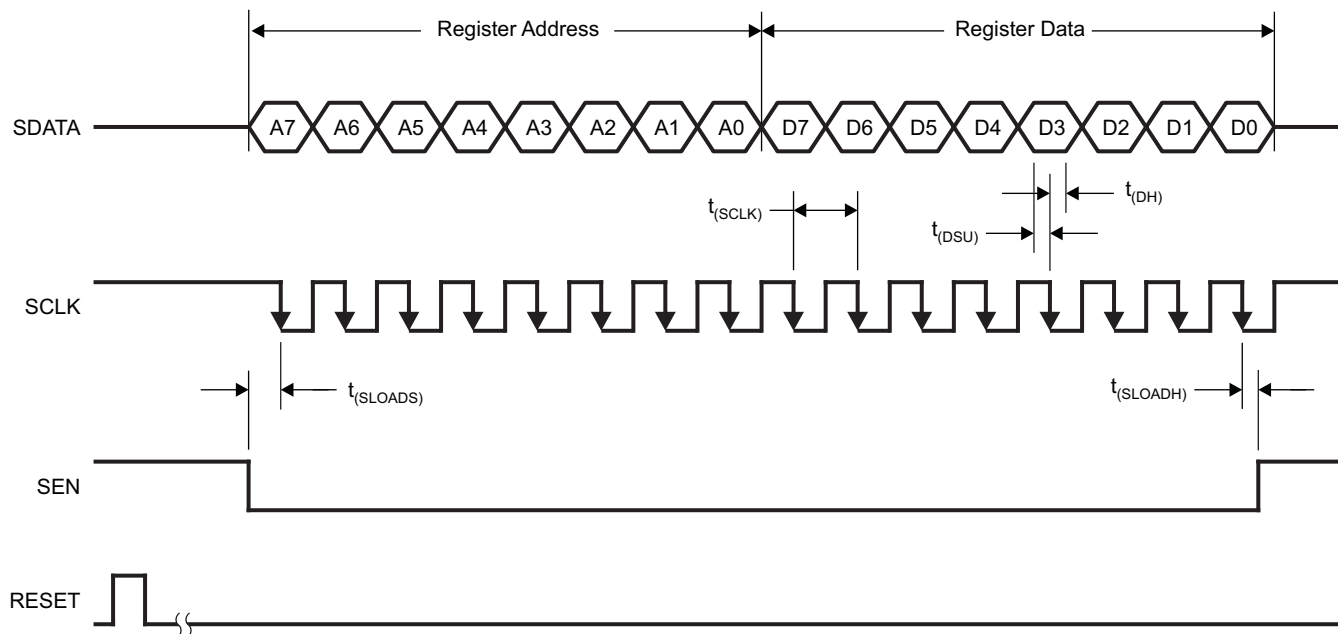 Register Address
Register Data
SDATA
A7 A6 A5 A4 A3 A2 A1 A0 D7 D6 D5 D4 D3 D2 D1 D0
t(SCLK)
t(DH)
t(DSU)
SCLK
t(SLOADS)
t(SLOADH)
SEN
RESET